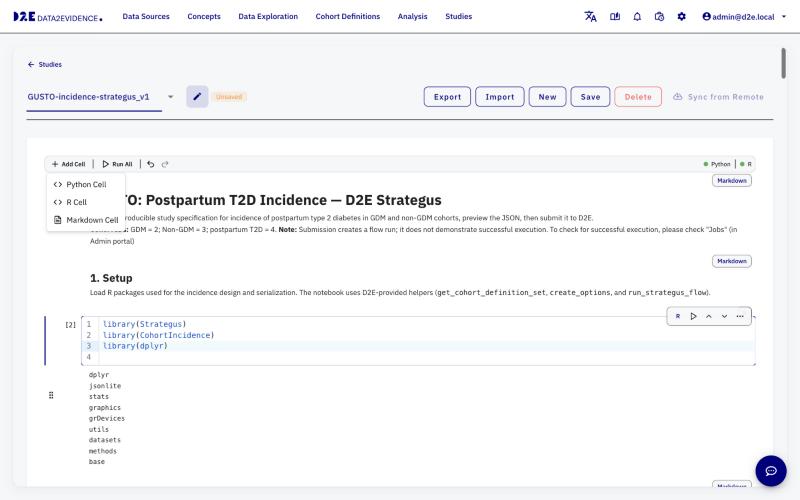 D2E DATA2EVIDENCE.
Data Sources
Concepts
Data Exploration
Cohort Definitions
Analysis
Studies
admin@d2e.local
Studies
GUSTO-incidence-strategus_v1
Unsaved
Export
Import
New
Save
Delete
Sync from Remote
Add Cell
Run All
Python
R
Python Cell
R Cell
Markdown Cell
Markdown
TO: Postpartum T2D Incidence — D2E Strategus
roducible study specification for incidence of postpartum type 2 diabetes in GDM and non-GDM cohorts, preview the JSON, then submit it to D2E.
GDM = 2; Non-GDM = 3; postpartum T2D = 4. Note: Submission creates a flow run; it does not demonstrate successful execution. To check for successful execution, please check "Jobs" (in
Admin portal)
Markdown
1. Setup
Load R packages used for the incidence design and serialization. The notebook uses D2E-provided helpers (get_cohort_definition_set, create_options, and run_strategus_flow).
R
[2]
1 library(Strategus)
2 library(CohortIncidence)
3 library(dplyr)
4
dplyr
jsonlite
stats
graphics
grDevices
utils
datasets
methods
base
Markdown